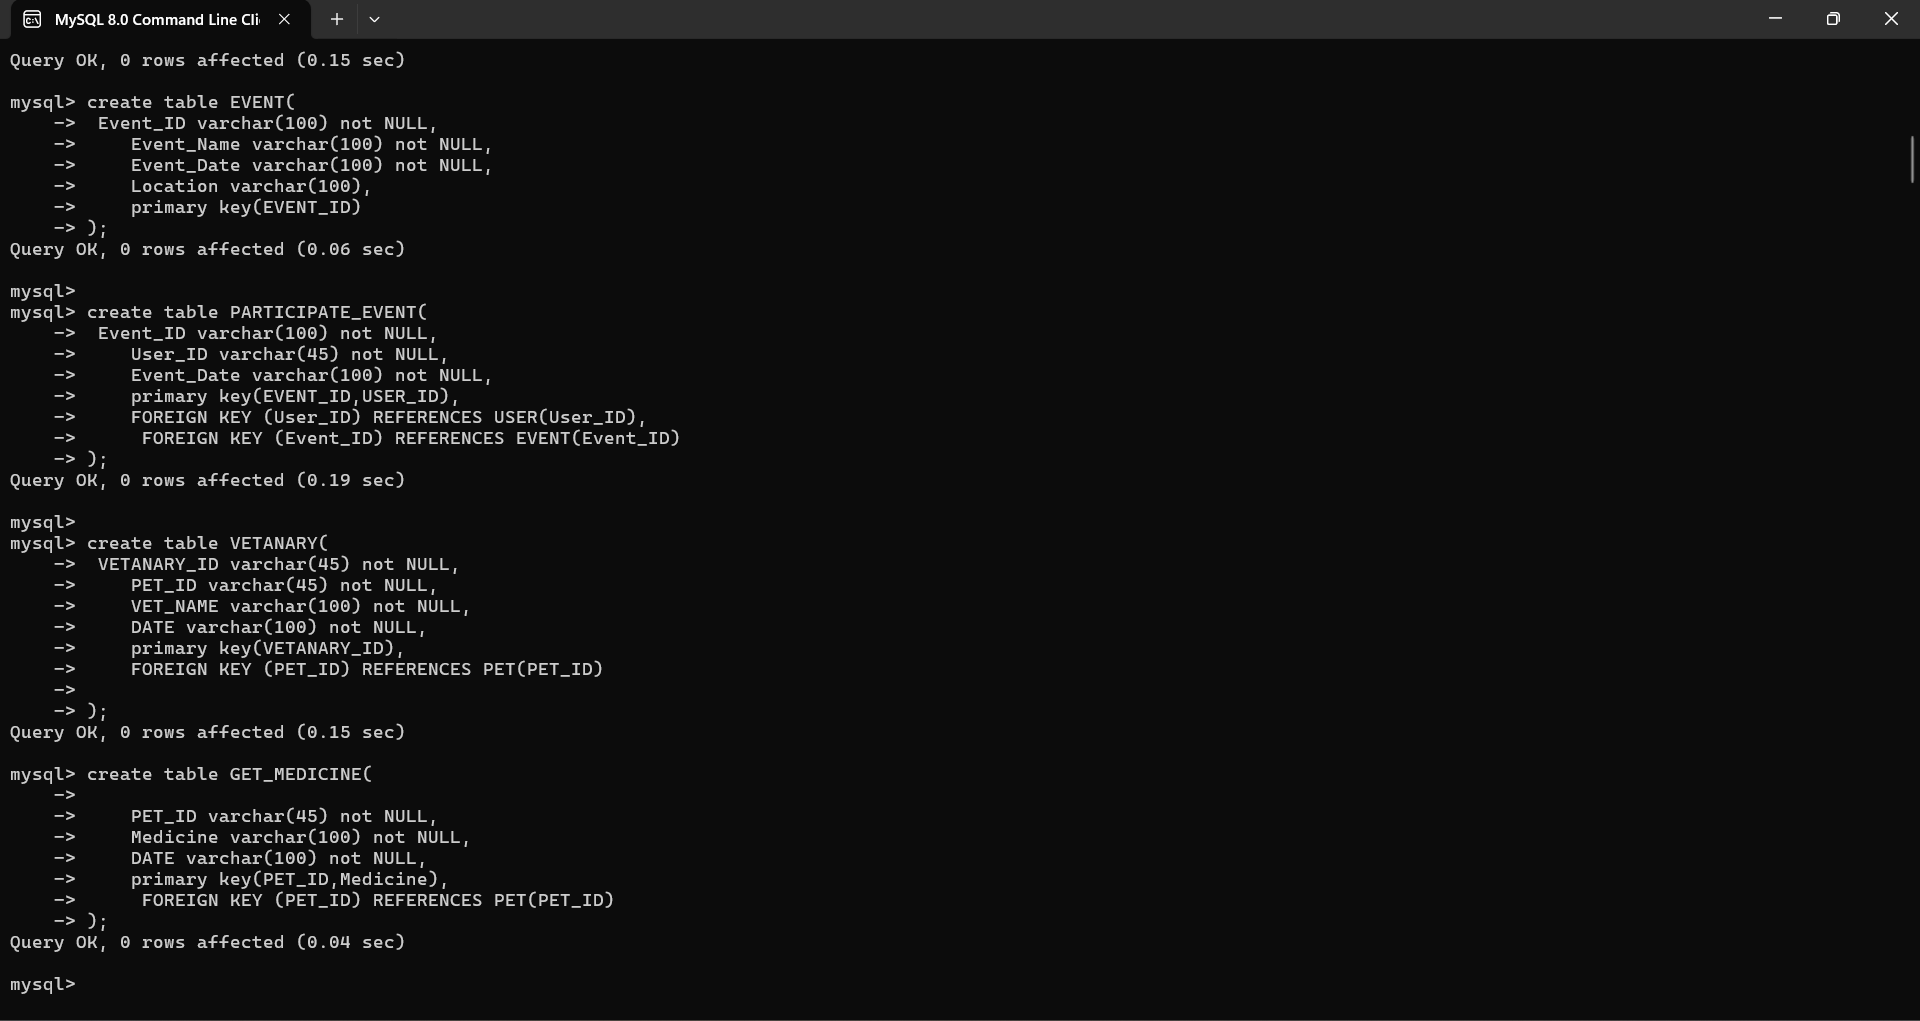 MySQL 8.0 Command Line Cli
Query OK, 0 rows affected (0.15 sec)
mysql> create table EVENT(
    ->  Event_ID varchar(100) not NULL,
    ->     Event_Name varchar(100) not NULL,
    ->     Event_Date varchar(100) not NULL,
    ->     Location varchar(100),
    ->     primary key(EVENT_ID)
    -> );
Query OK, 0 rows affected (0.06 sec)
mysql>
mysql> create table PARTICIPATE_EVENT(
    ->  Event_ID varchar(100) not NULL,
    ->     User_ID varchar(45) not NULL,
    ->     Event_Date varchar(100) not NULL,
    ->     primary key(EVENT_ID,USER_ID),
    ->     FOREIGN KEY (User_ID) REFERENCES USER(User_ID),
    ->      FOREIGN KEY (Event_ID) REFERENCES EVENT(Event_ID)
    -> );
Query OK, 0 rows affected (0.19 sec)
mysql>
mysql> create table VETANARY(
    ->  VETANARY_ID varchar(45) not NULL,
    ->     PET_ID varchar(45) not NULL,
    ->     VET_NAME varchar(100) not NULL,
    ->     DATE varchar(100) not NULL,
    ->     primary key(VETANARY_ID),
    ->     FOREIGN KEY (PET_ID) REFERENCES PET(PET_ID)
    ->
    -> );
Query OK, 0 rows affected (0.15 sec)
mysql> create table GET_MEDICINE(
    ->
    ->     PET_ID varchar(45) not NULL,
    ->     Medicine varchar(100) not NULL,
    ->     DATE varchar(100) not NULL,
    ->     primary key(PET_ID,Medicine),
    ->      FOREIGN KEY (PET_ID) REFERENCES PET(PET_ID)
    -> );
Query OK, 0 rows affected (0.04 sec)
mysql>